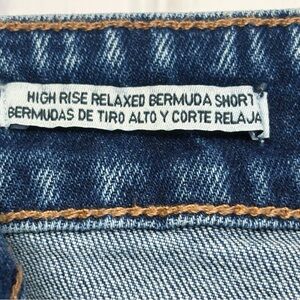 HIGH RISE RELAXED BERMUDA SHORT
BERMUDAS DE TIRO ALTO Y CORTE RELAJA